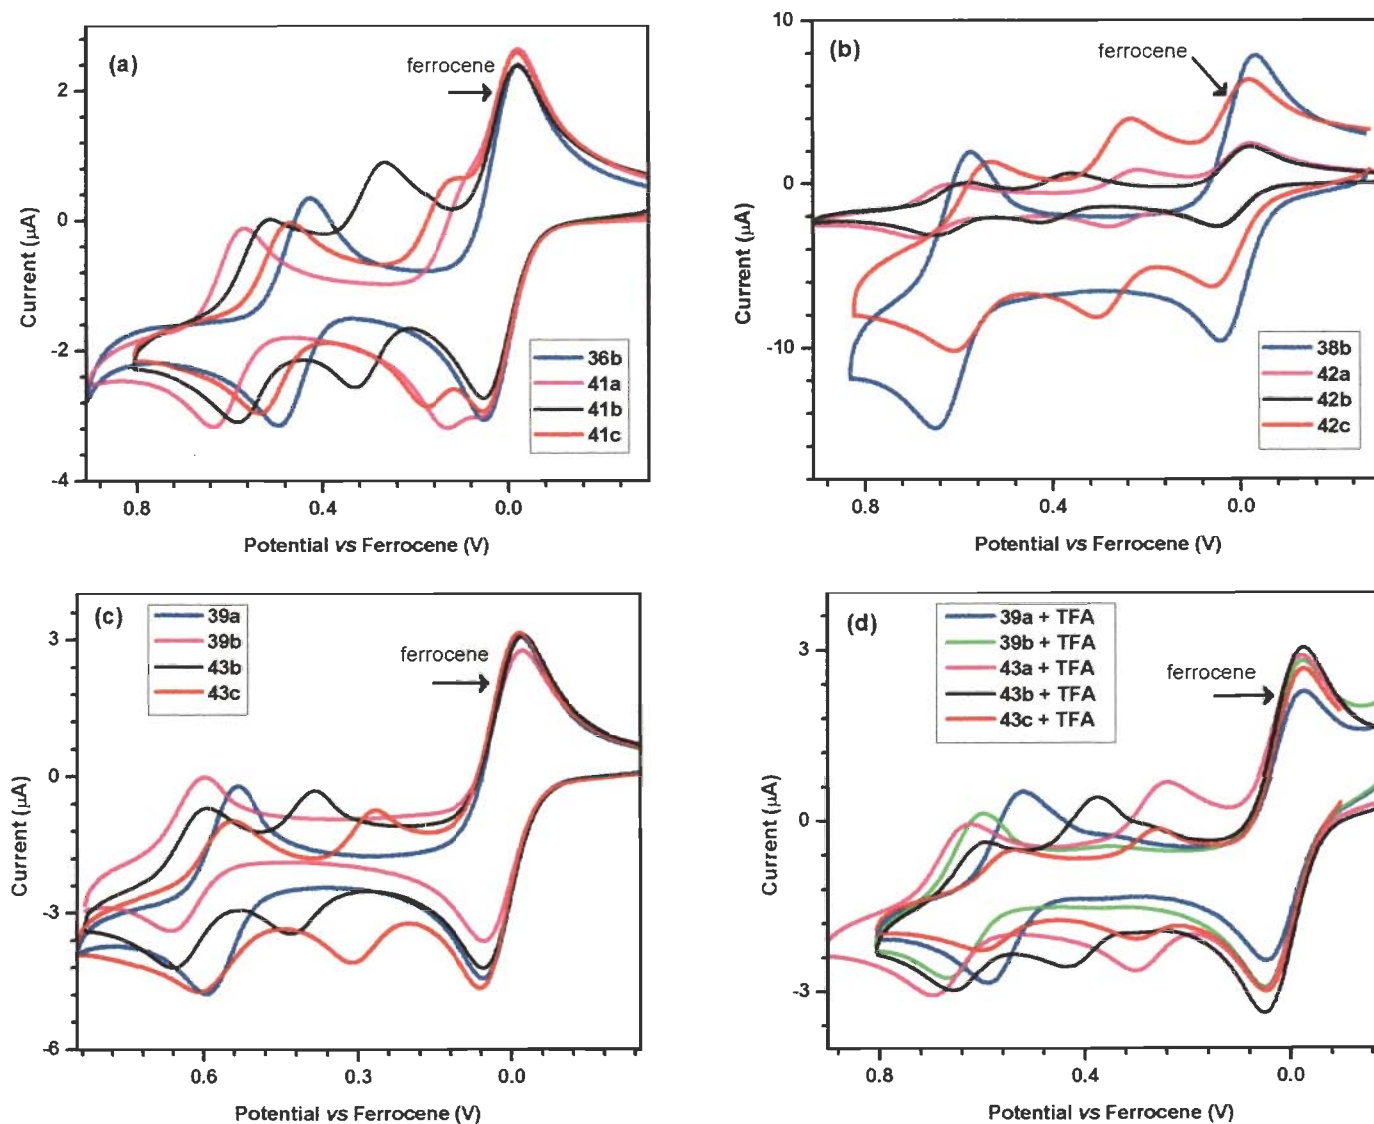 (a)
ferrocene
2
0
-2
-4
Current (µA)
36b
41a
41b
41c
0.8 0.4 0.0
Potential vs Ferrocene (V)
(b)
ferrocene
10
0
-10
Current (µA)
38b
42a
42b
42c
0.8 0.4 0.0
Potential vs Ferrocene (V)
(c)
39a
39b
43b
43c
ferrocene
3
0
-3
-6
Current (µA)
0.6 0.3 0.0
Potential vs Ferrocene (V)
(d)
39a + TFA
39b + TFA
43a + TFA
43b + TFA
43c + TFA
ferrocene
3
0
-3
Current (µA)
0.8 0.4 0.0
Potential vs Ferrocene (V)